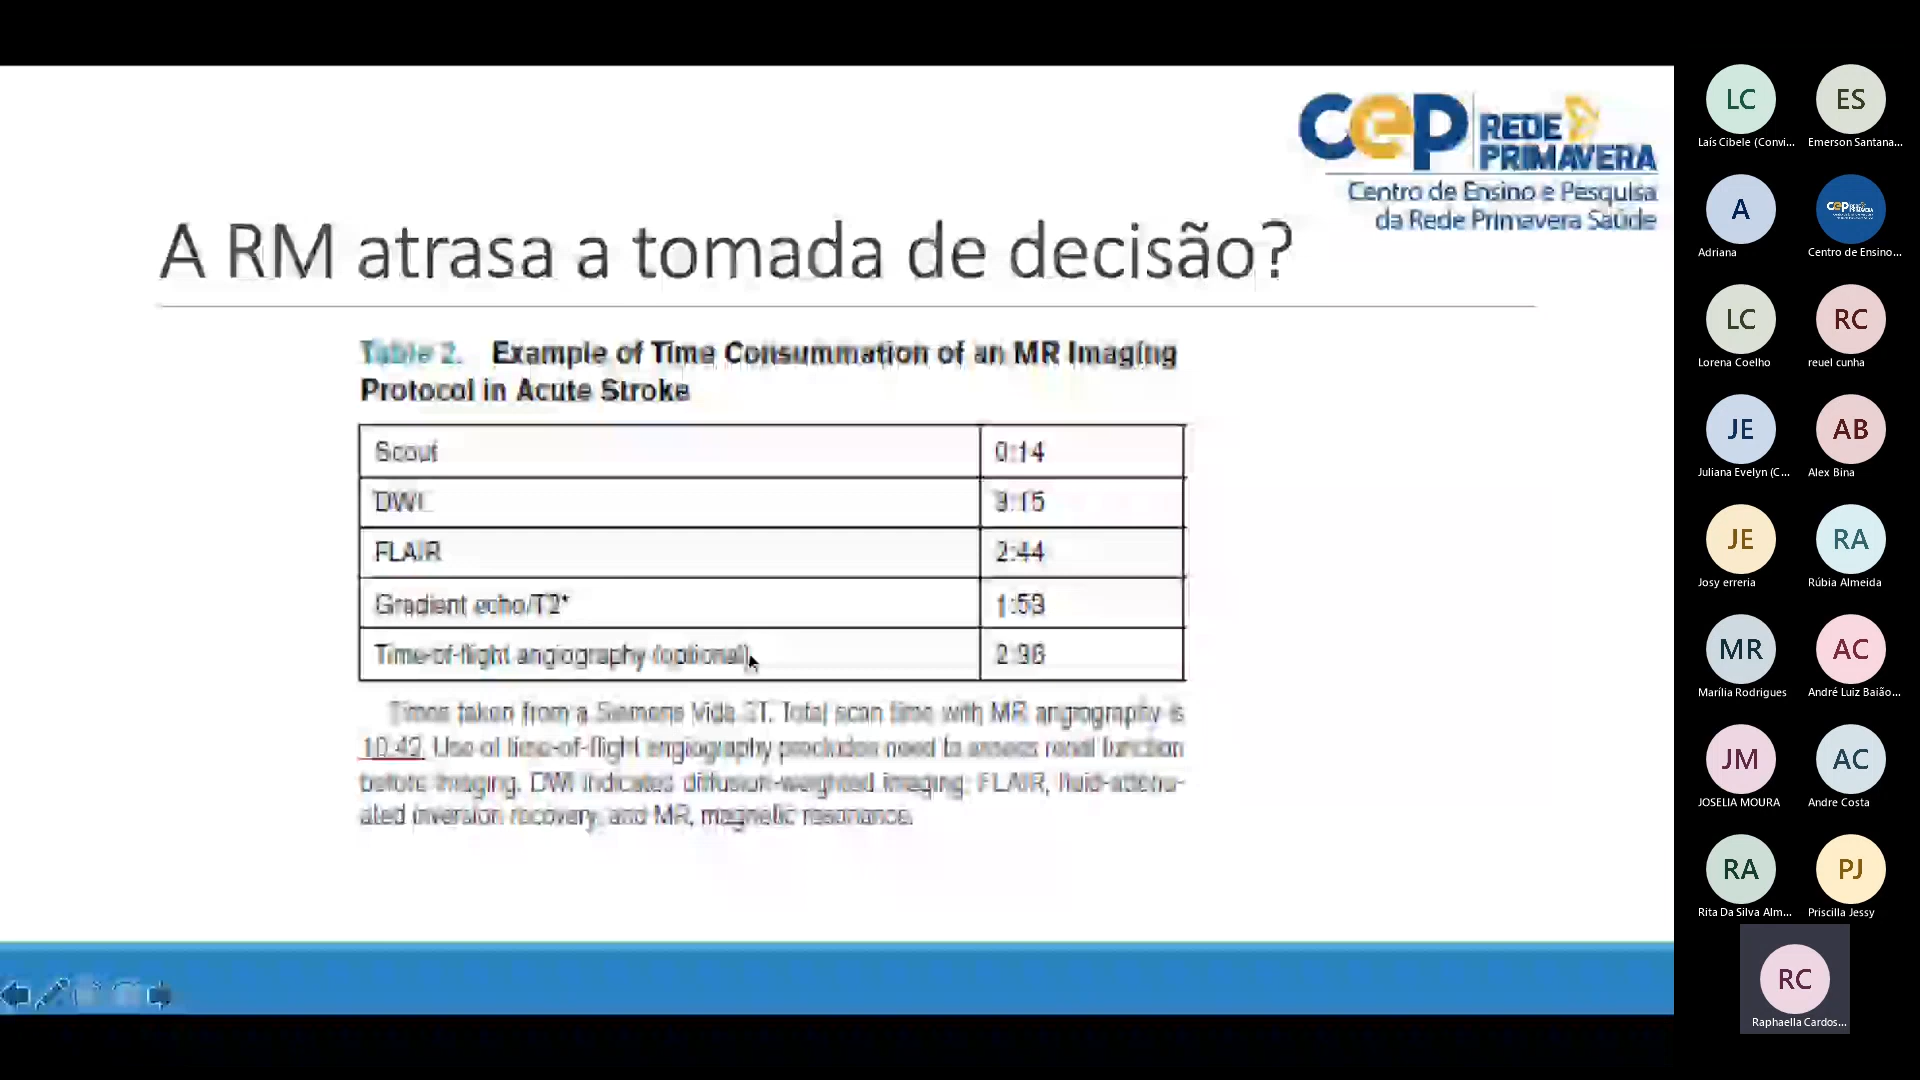 cep REDE PRIMAVERA
Centro de Ensino e Pesquisa
da Rede Primavera Saúde
A RM atrasa a tomada de decisão?
Table 2. Example of Time Consummation of an MR Imaging
Protocol in Acute Stroke
Scout 0:14
DWI 3:15
FLAIR 2:44
Gradient echo/T2* 1:53
Time-of-flight angiography (optional) 2:36
Times taken from a Siemens Vida 3T. Total scan time with MR angiography is
10:42. Use of time-of-flight angiography precludes need to assess renal function
before imaging. DWI indicates diffusion-weighted imaging; FLAIR, fluid-attenu-
ated inversion recovery, and MR, magnetic resonance.
LC
Laís Cibele (Convi...
ES
Emerson Santana...
A
Adriana
cep
Centro de Ensino...
LC
Lorena Coelho
RC
reuel cunha
JE
Juliana Evelyn (C...
AB
Alex Bina
JE
Josy erreria
RA
Rúbia Almeida
MR
Marília Rodrigues
AC
André Luiz Baião...
JM
JOSELIA MOURA
AC
Andre Costa
RA
Rita Da Silva Alm...
PJ
Priscilla Jessy
RC
Raphaella Cardos...